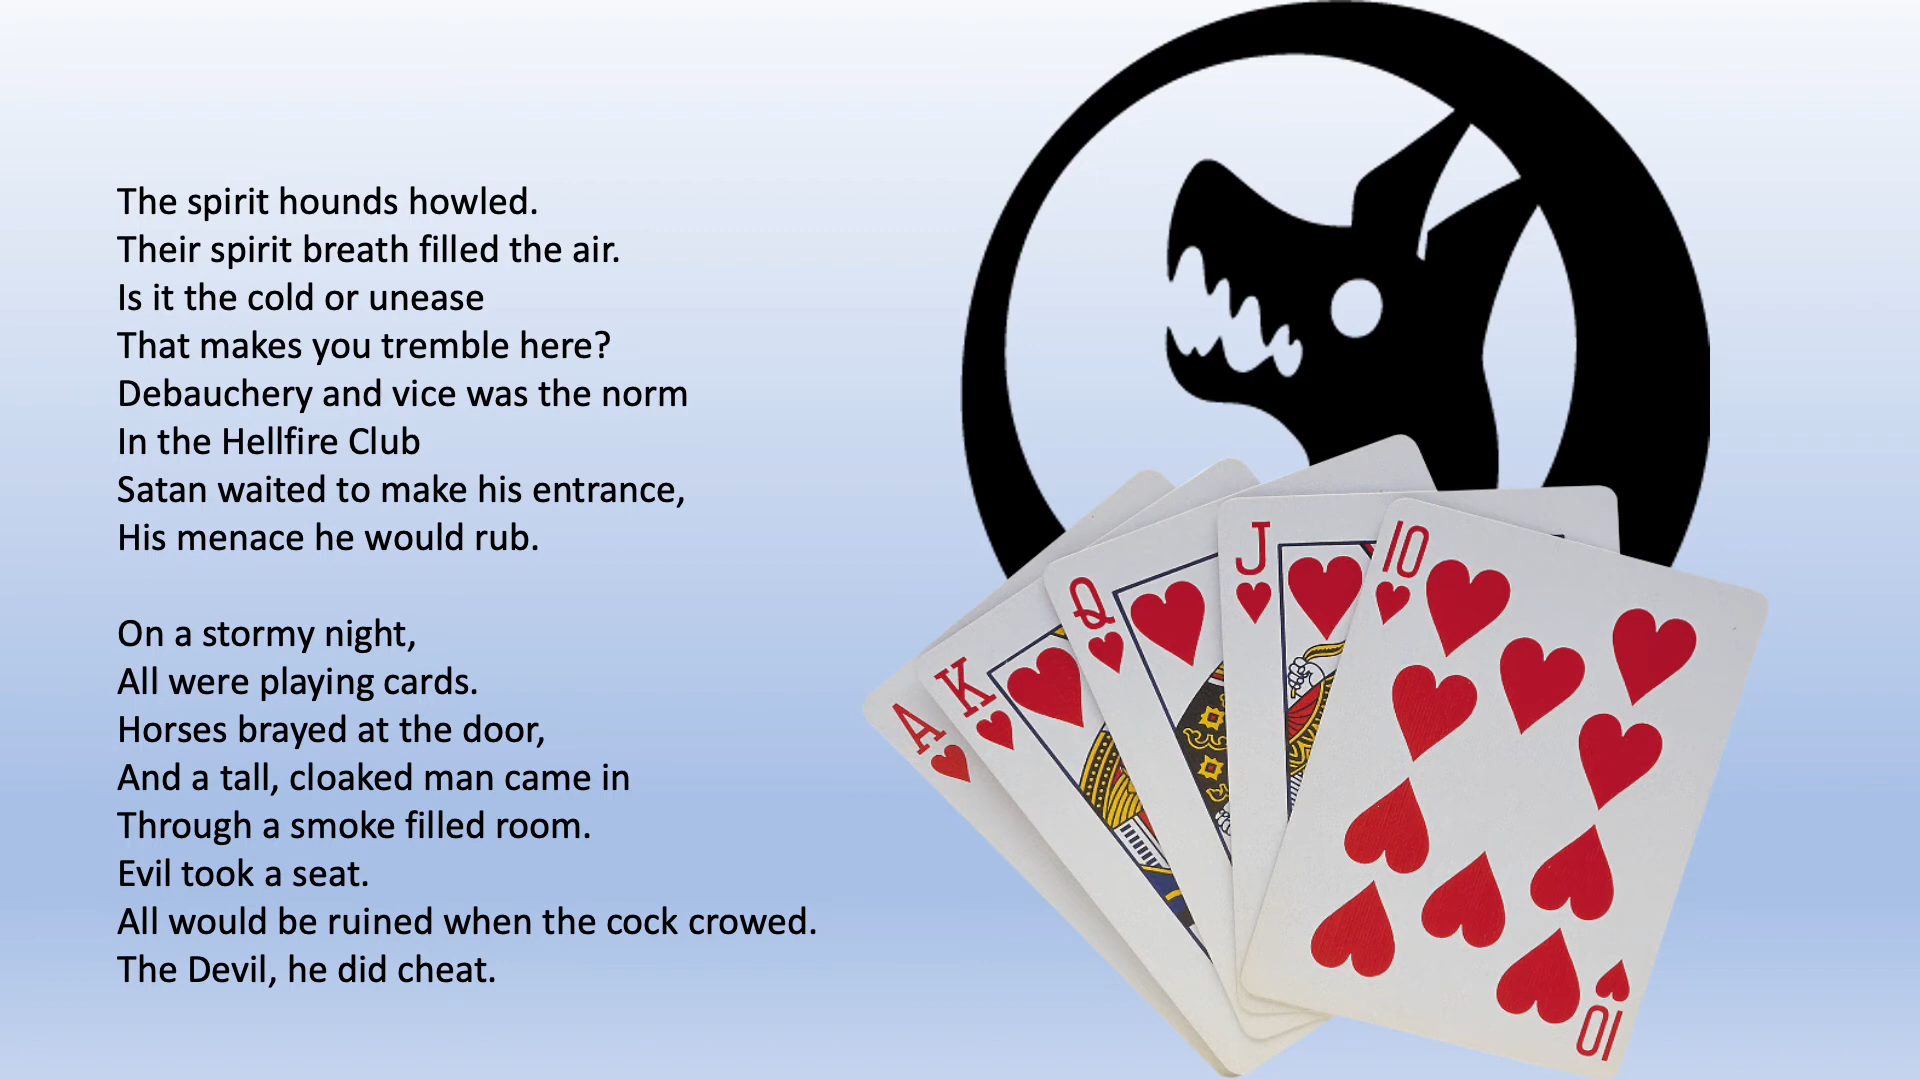 The spirit hounds howled.
Their spirit breath filled the air.
Is it the cold or unease
That makes you tremble here?
Debauchery and vice was the norm
In the Hellfire Club
Satan waited to make his entrance,
His menace he would rub.
On a stormy night,
All were playing cards.
Horses brayed at the door,
And a tall, cloaked man came in
Through a smoke filled room.
Evil took a seat.
All would be ruined when the cock crowed.
The Devil, he did cheat.
A
K
Q
J
10
10